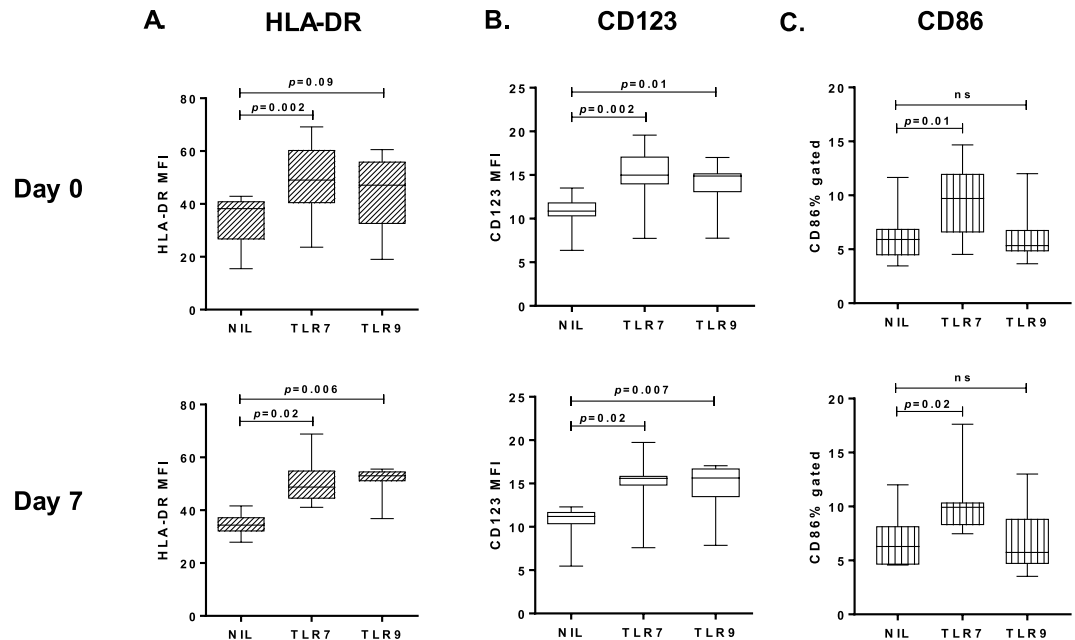 A. HLA-DR
B. CD123
C. CD86
Day 0
p=0.09
p=0.002
HLA-DR MFI
80
60
40
20
0
NIL TLR7 TLR9
p=0.01
p=0.002
CD123 MFI
25
20
15
10
5
0
NIL TLR7 TLR9
ns
p=0.01
CD86% gated
20
15
10
5
0
NIL TLR7 TLR9
Day 7
p=0.006
p=0.02
HLA-DR MFI
80
60
40
20
0
NIL TLR7 TLR9
p=0.007
p=0.02
CD123 MFI
25
20
15
10
5
0
NIL TLR7 TLR9
ns
p=0.02
CD86% gated
20
15
10
5
0
NIL TLR7 TLR9